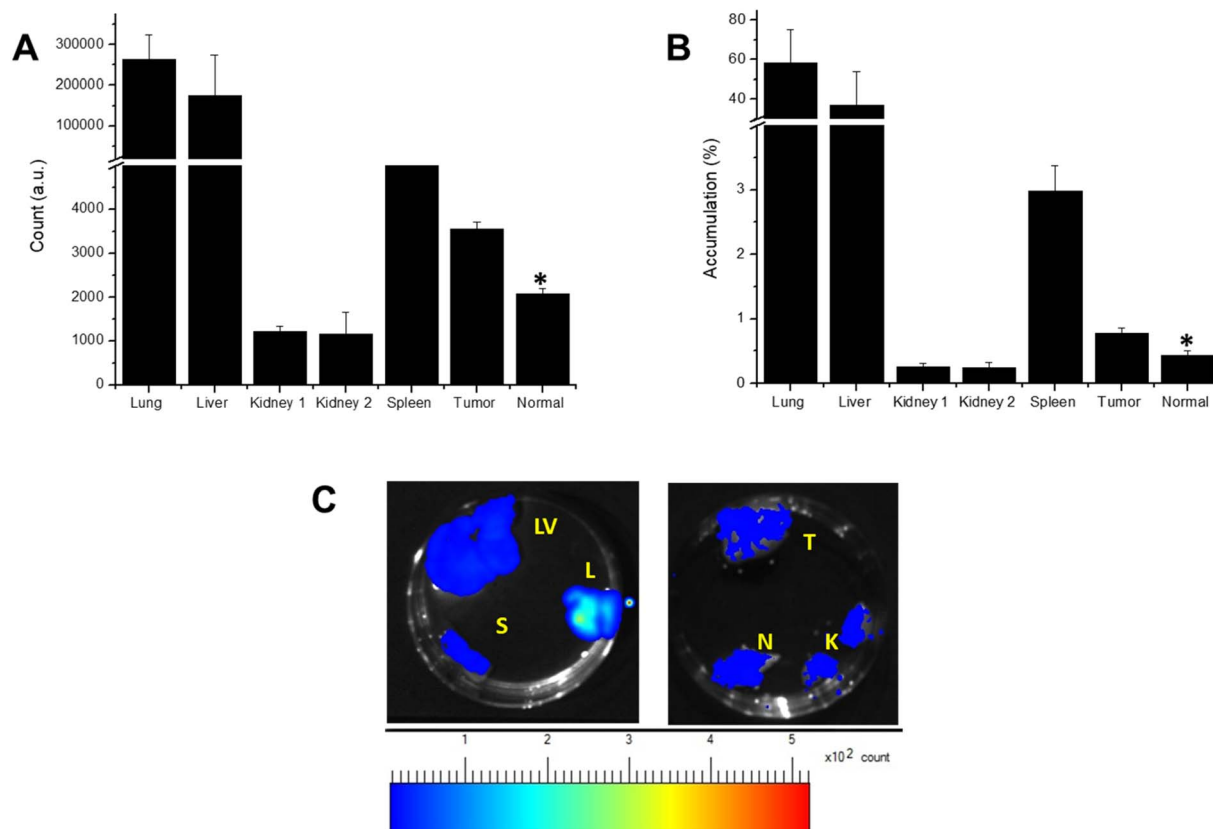 A
Count (a.u.)
300000
200000
100000
4000
3000
2000
1000
0
*
Lung Liver Kidney 1 Kidney 2 Spleen Tumor Normal
B
Accumulation (%)
80
60
40
3
2
1
0
*
Lung Liver Kidney 1 Kidney 2 Spleen Tumor Normal
C
LV
L
S
T
N K
1 2 3 4 5
x10² count